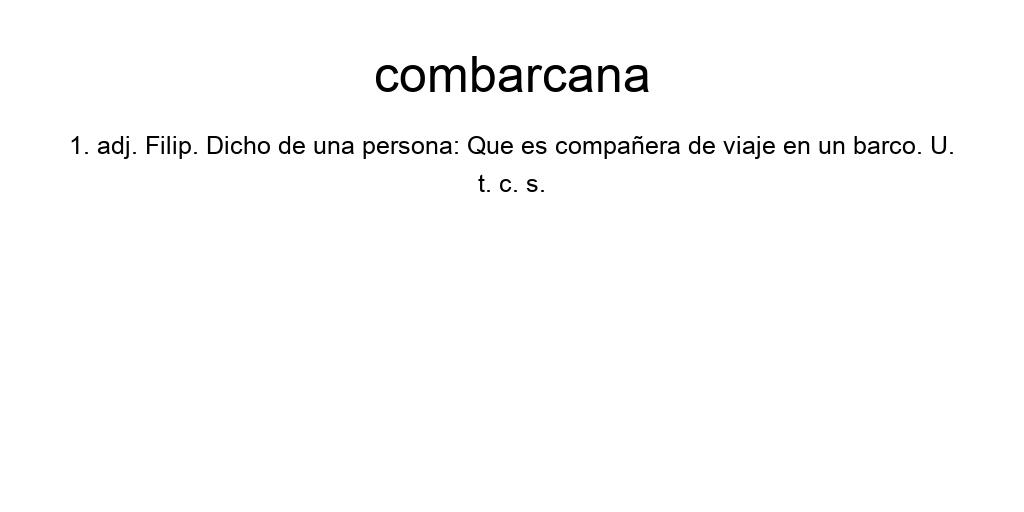 combarcana
1. adj. Filip. Dicho de una persona: Que es compañera de viaje en un barco. U.
t. c. s.